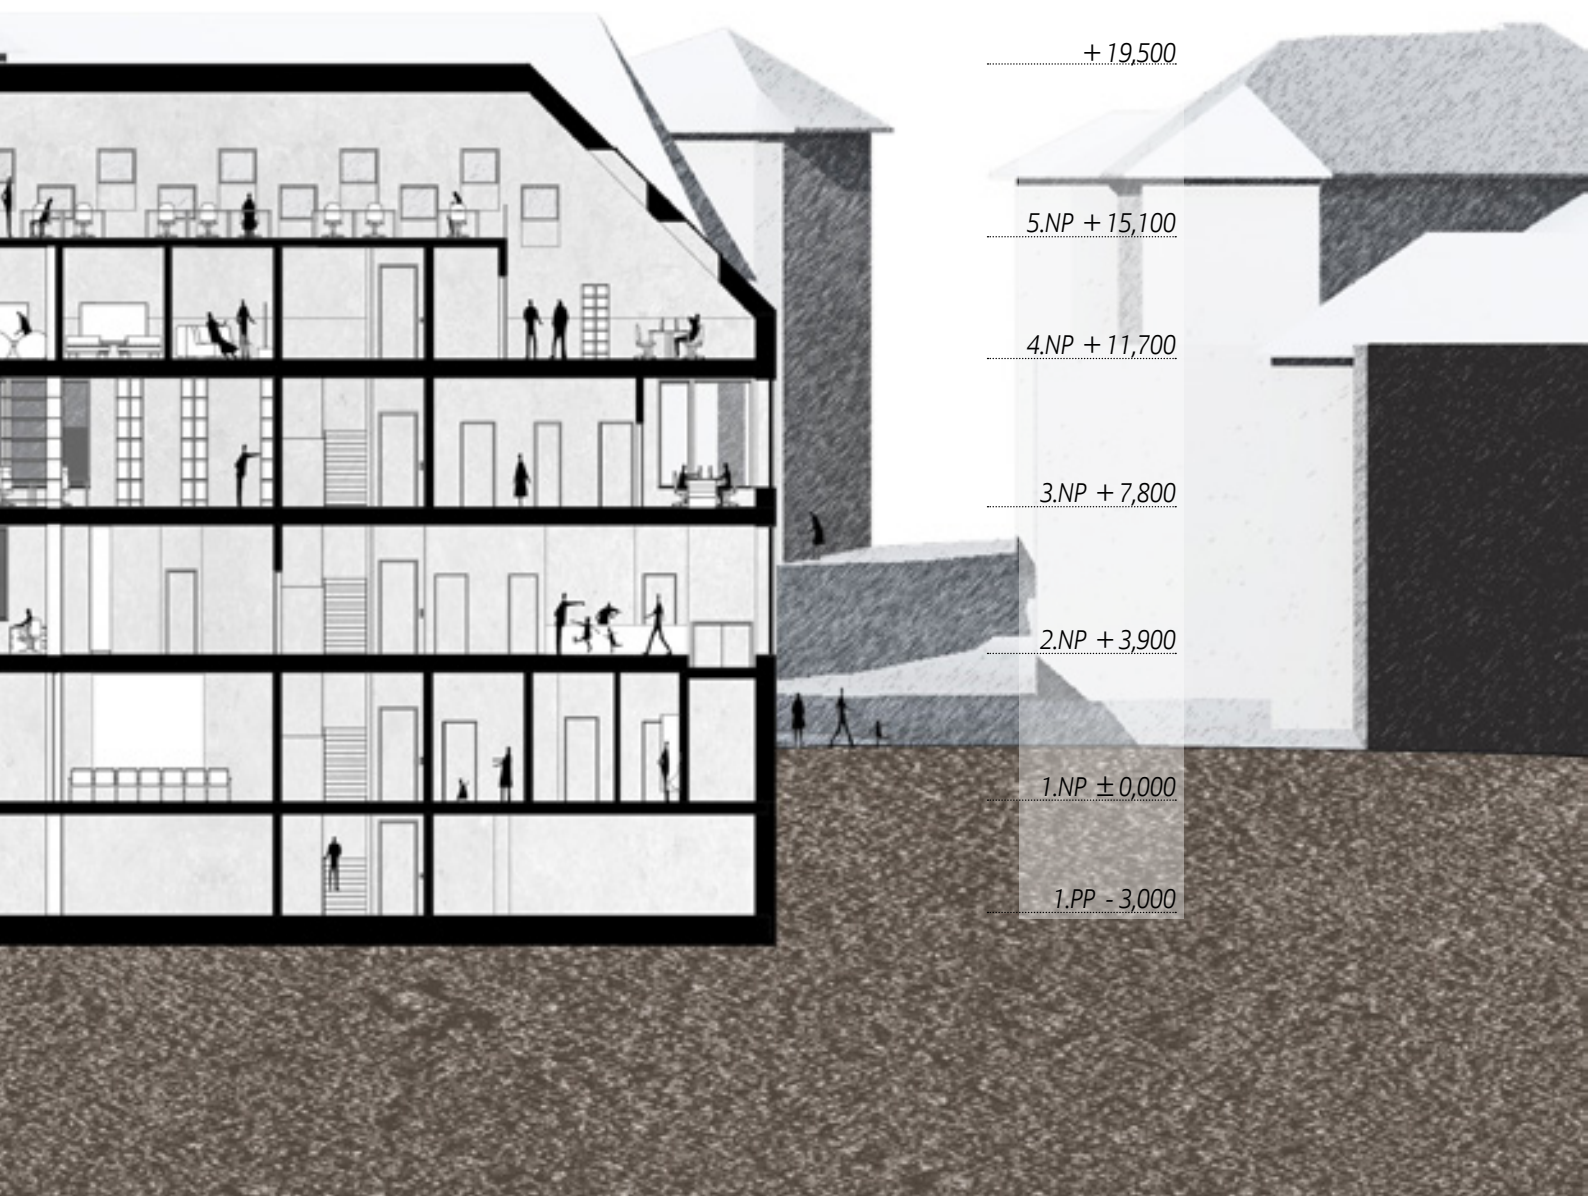 + 19,500
5.NP + 15,100
4.NP + 11,700
3.NP + 7,800
2.NP + 3,900
1.NP ± 0,000
1.PP - 3,000